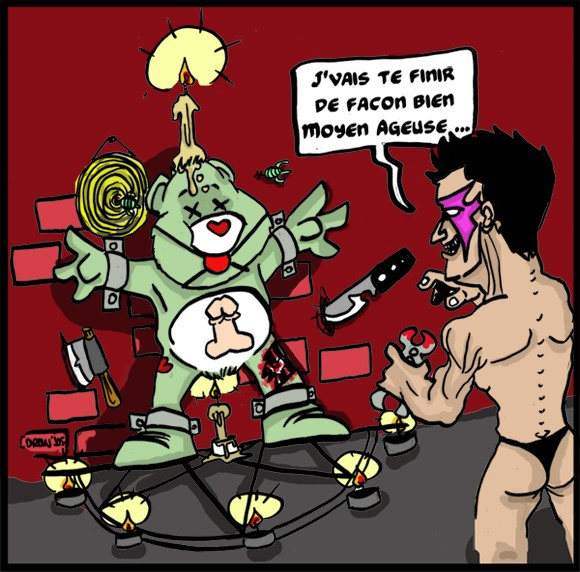 J'VAIS TE FINIR
DE FACON BIEN
MOYEN AGEUSE ...